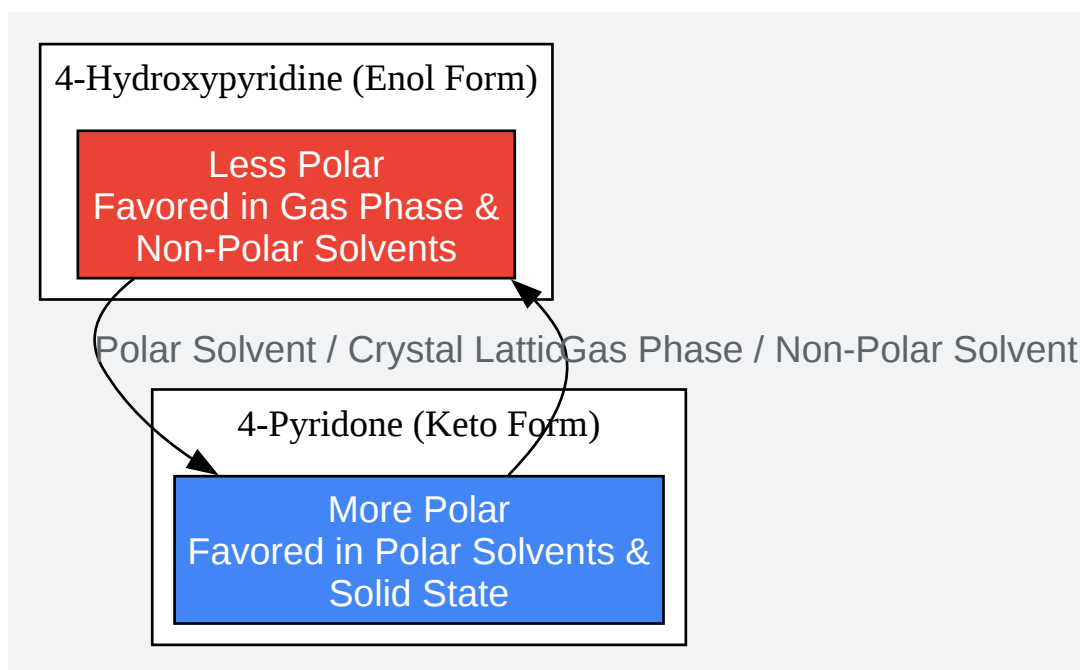 4-Hydroxypyridine (Enol Form)
Less Polar
Favored in Gas Phase &
Non-Polar Solvents
Polar Solvent / Crystal Lattic
Gas Phase / Non-Polar Solvent
4-Pyridone (Keto Form)
More Polar
Favored in Polar Solvents &
Solid State